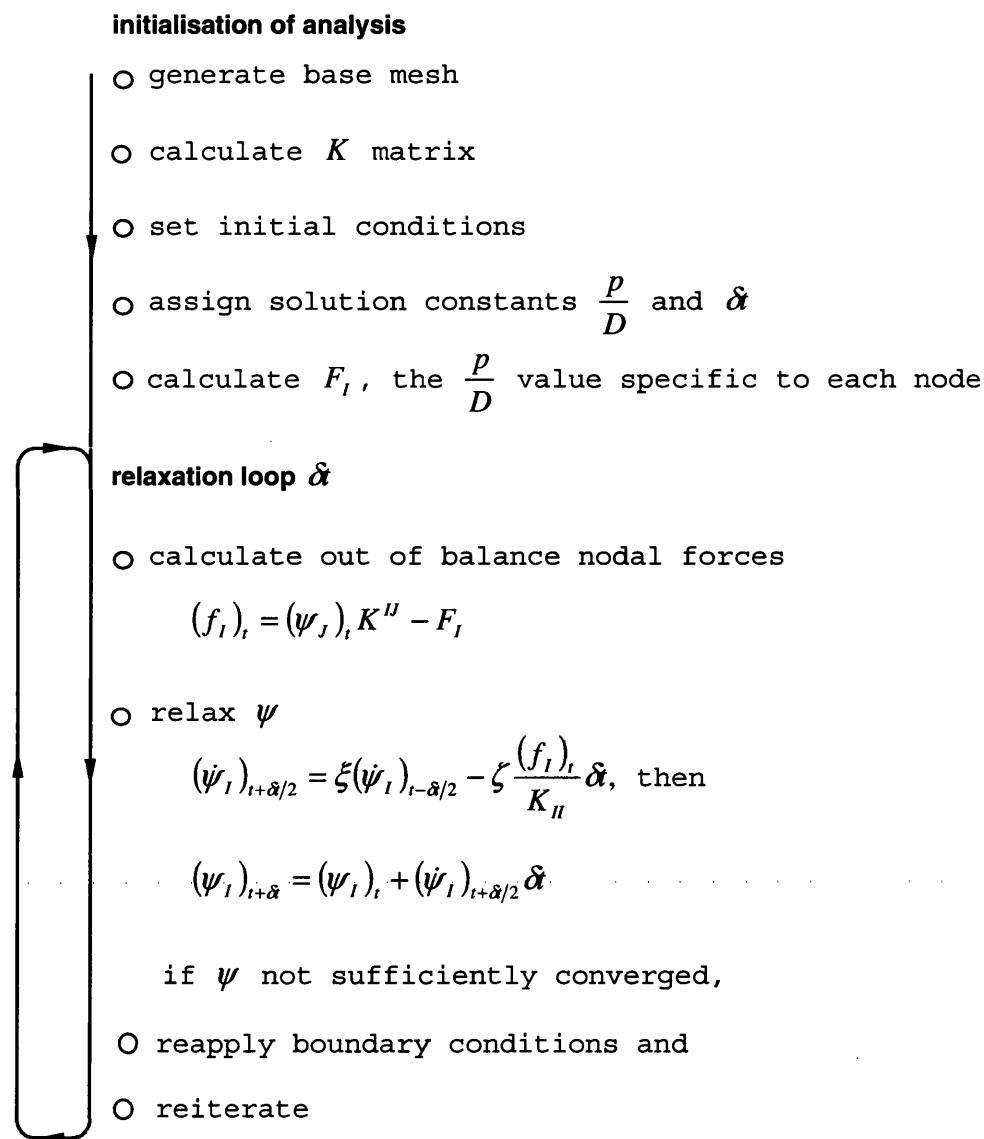 initialisation of analysis
generate base mesh
calculate K matrix
set initial conditions
assign solution constants p/D and δt
calculate F_I, the p/D value specific to each node
relaxation loop δt
calculate out of balance nodal forces
(f_I)_t = (ψ_J)_t K^{IJ} − F_I
relax ψ
(ψ̇_I)_{t+δt/2} = ξ(ψ̇_I)_{t−δt/2} − ζ (f_I)_t / K_{II} δt, then
(ψ_I)_{t+δt} = (ψ_I)_t + (ψ̇_I)_{t+δt/2} δt
if ψ not sufficiently converged,
reapply boundary conditions and
reiterate